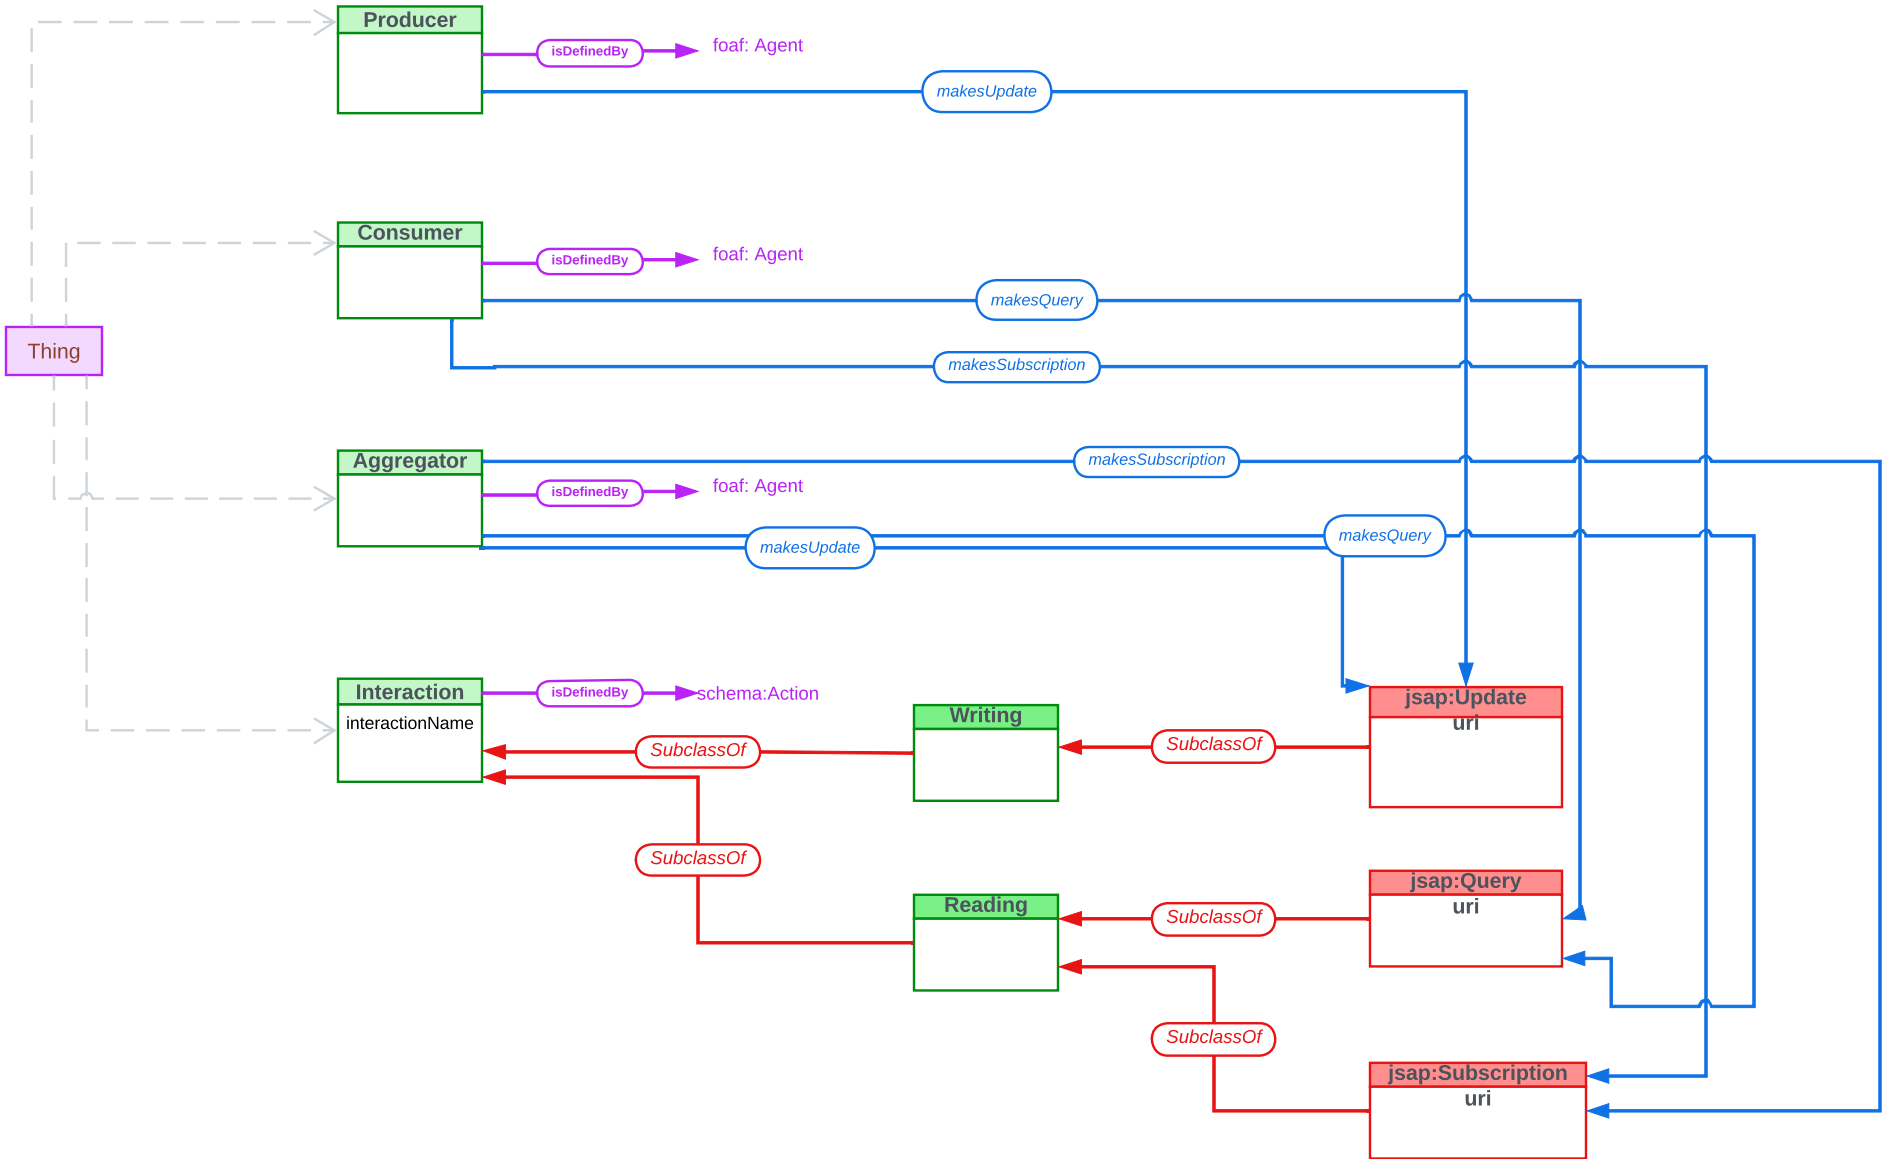 Producer
isDefinedBy
foaf: Agent
makesUpdate
Consumer
isDefinedBy
foaf: Agent
makesQuery
Thing
makesSubscription
Aggregator
makesSubscription
isDefinedBy
foaf: Agent
makesUpdate
makesQuery
Interaction
interactionName
isDefinedBy
schema:Action
SubclassOf
Writing
SubclassOf
jsap:Update
uri
SubclassOf
Reading
SubclassOf
jsap:Query
uri
SubclassOf
jsap:Subscription
uri